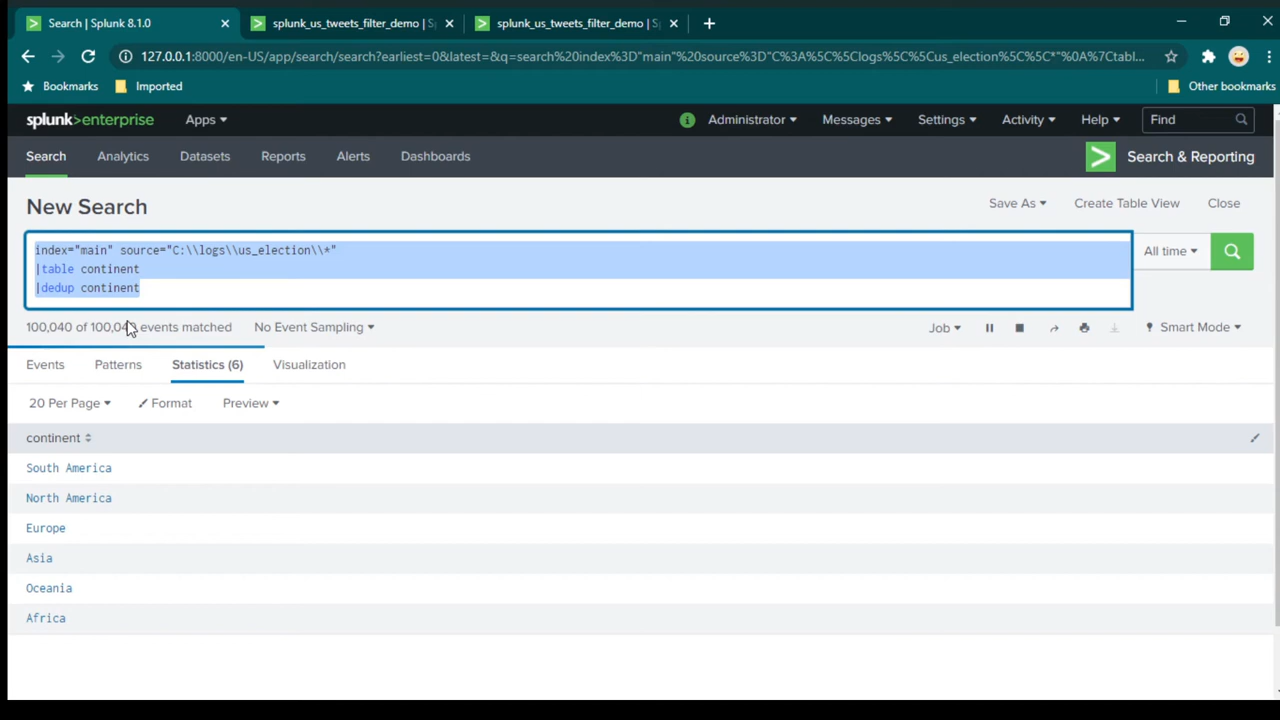 Search | Splunk 8.1.0
splunk_us_tweets_filter_demo | S
splunk_us_tweets_filter_demo | S
127.0.0.1:8000/en-US/app/search/search?earliest=0&latest=&q=search%20index%3D"main"%20source%3D"C%3A%5C%5Clogs%5C%5Cus_election%5C%5C*"%0A%7Ctabl...
Bookmarks
Imported
Other bookmarks
splunk>enterprise
Apps
Administrator
Messages
Settings
Activity
Help
Find
Search
Analytics
Datasets
Reports
Alerts
Dashboards
Search & Reporting
New Search
Save As
Create Table View
Close
index="main" source="C:\\logs\\us_election\\*"
|table continent
|dedup continent
All time
100,040 of 100,040 events matched
No Event Sampling
Job
Smart Mode
Events
Patterns
Statistics (6)
Visualization
20 Per Page
Format
Preview
continent
South America
North America
Europe
Asia
Oceania
Africa